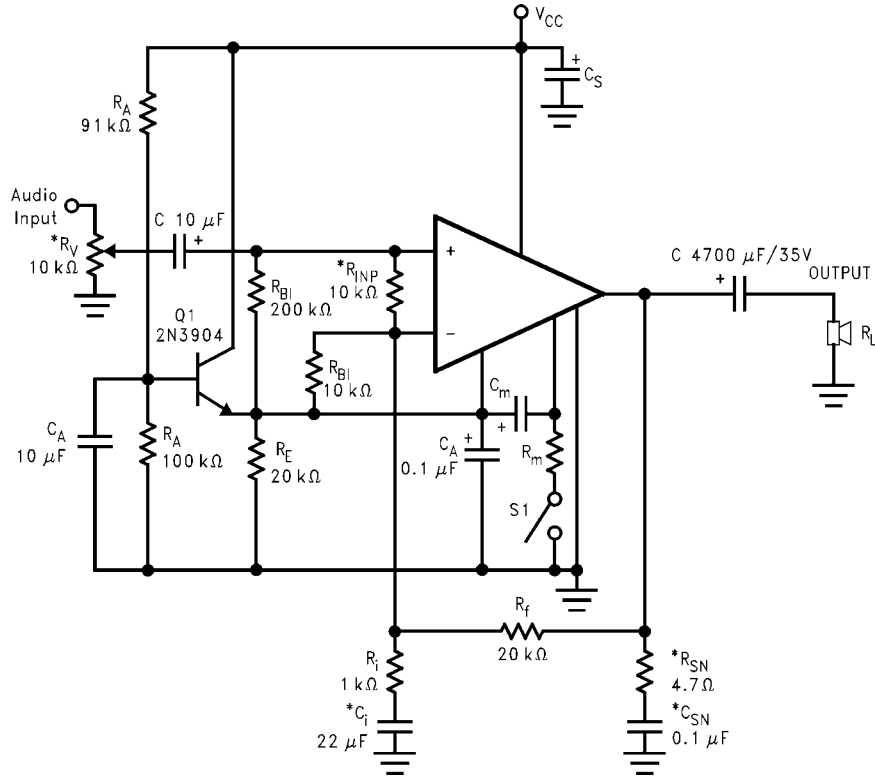 V_CC
+
C_S
R_A
91 kΩ
Audio
Input
*R_V
10 kΩ
C 10 μF
+
R_BI
200 kΩ
*R_INP
10 kΩ
+
−
C 4700 μF/35V
+
OUTPUT
R_L
Q1
2N3904
R_BI
10 kΩ
C_m
+
C_A
10 μF
R_A
100 kΩ
R_E
20 kΩ
C_A
+
0.1 μF
R_m
S1
R_f
20 kΩ
R_i
1 kΩ
*C_i
22 μF
*R_SN
4.7Ω
*C_SN
0.1 μF